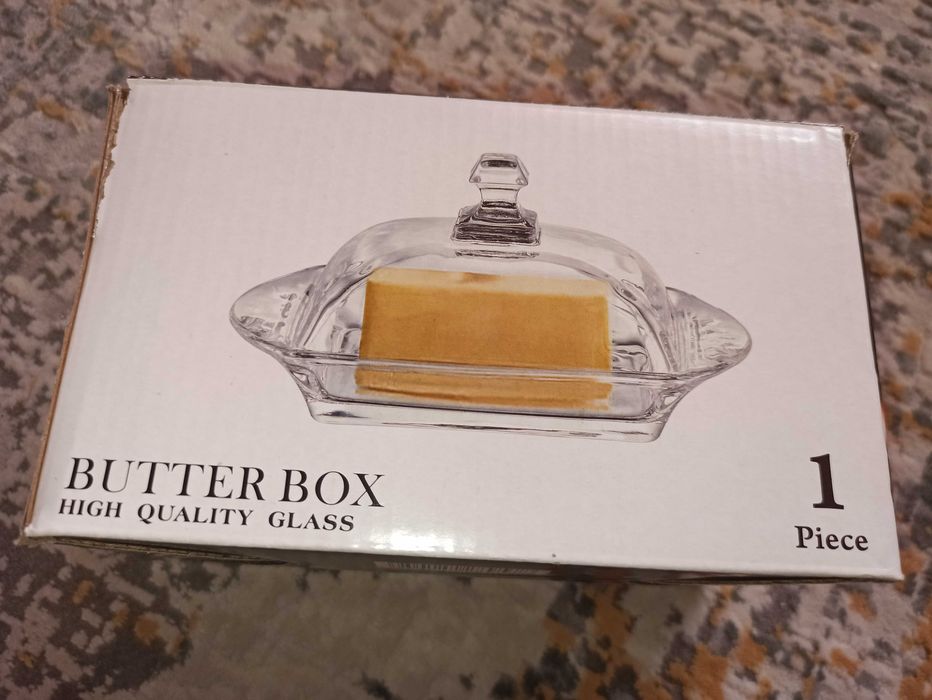 BUTTER BOX
HIGH QUALITY GLASS
1
Piece